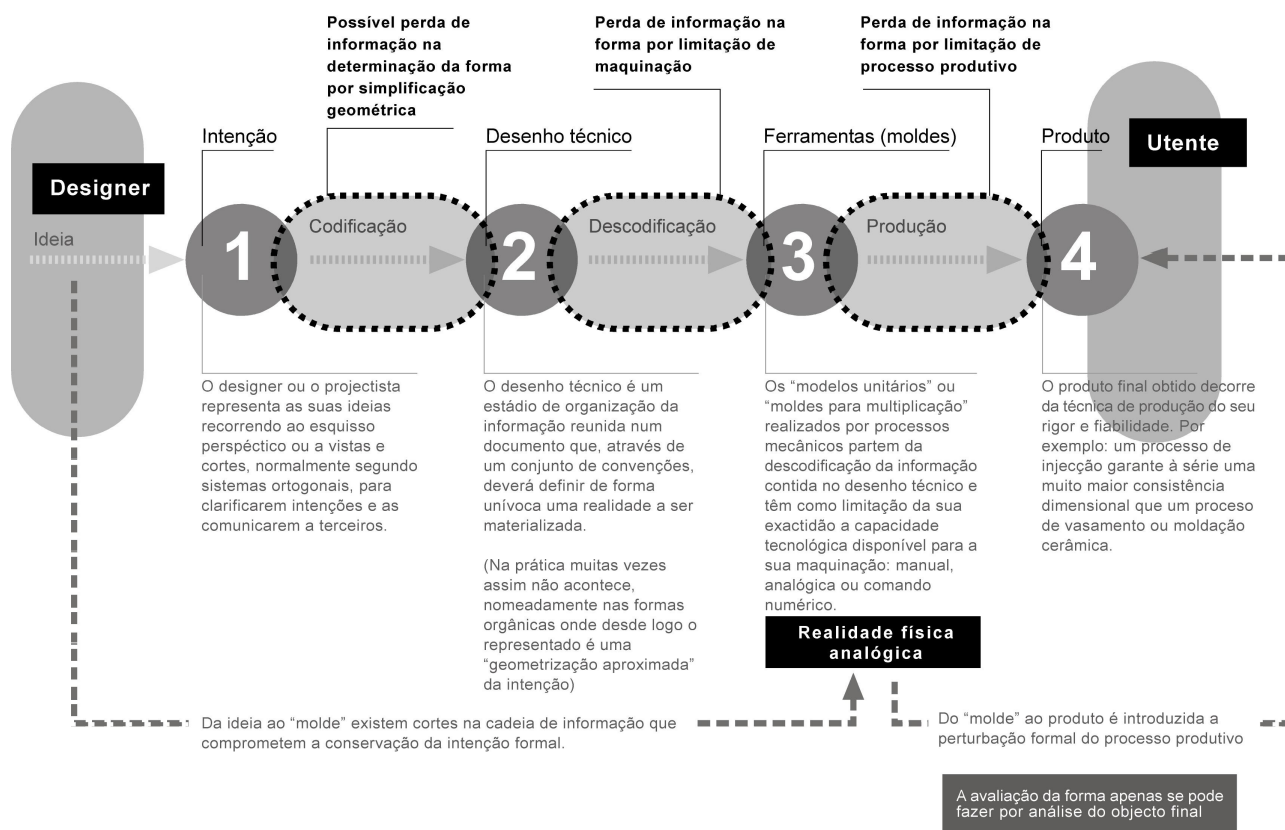 Possível perda de
informação na
determinação da forma
por simplificação
geométrica
Perda de informação na
forma por limitação de
maquinação
Perda de informação na
forma por limitação de
processo produtivo
Intenção
Desenho técnico
Ferramentas (moldes)
Produto
Utente
Designer
Ideia
1
Codificação
2
Descodificação
3
Produção
4
O designer ou o projectista
representa as suas ideias
recorrendo ao esquisso
perspéctico ou a vistas e
cortes, normalmente segundo
sistemas ortogonais, para
clarificarem intenções e as
comunicarem a terceiros.
O desenho técnico é um
estádio de organização da
informação reunida num
documento que, através de
um conjunto de convenções,
deverá definir de forma
unívoca uma realidade a ser
materializada.
(Na prática muitas vezes
assim não acontece,
nomeadamente nas formas
orgânicas onde desde logo o
representado é uma
“geometrização aproximada”
da intenção)
Os “modelos unitários” ou
“moldes para multiplicação”
realizados por processos
mecânicos partem da
descodificação da informação
contida no desenho técnico e
têm como limitação da sua
exactidão a capacidade
tecnológica disponível para a
sua maquinação: manual,
analógica ou comando
numérico.
O produto final obtido decorre
da técnica de produção do seu
rigor e fiabilidade. Por
exemplo: um processo de
injecção garante à série uma
muito maior consistência
dimensional que um proceso
de vasamento ou moldação
cerâmica.
Realidade física
analógica
Da ideia ao “molde” existem cortes na cadeia de informação que
comprometem a conservação da intenção formal.
Do “molde” ao produto é introduzida a
perturbação formal do processo produtivo
A avaliação da forma apenas se pode
fazer por análise do objecto final